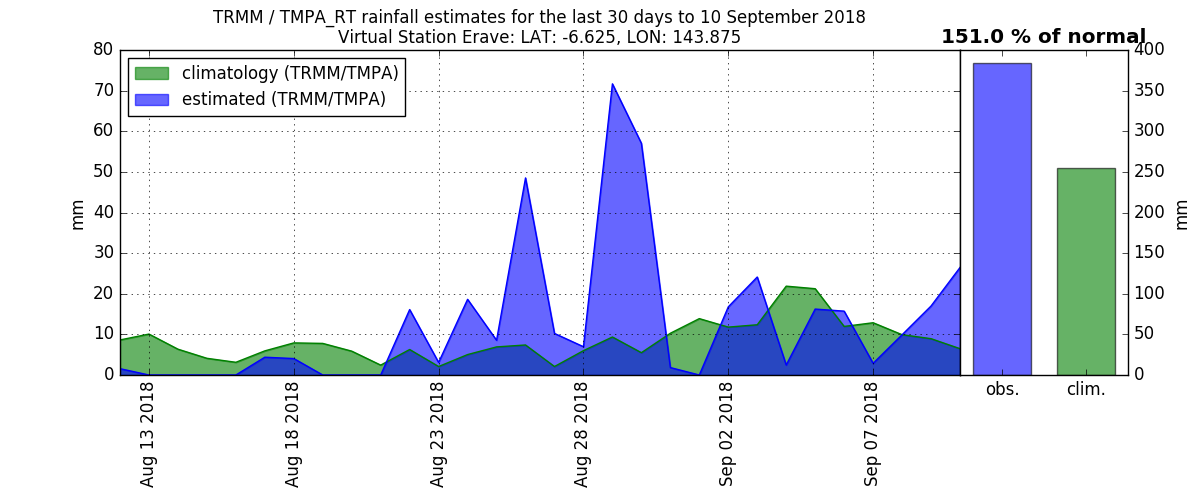 TRMM / TMPA_RT rainfall estimates for the last 30 days to 10 September 2018
Virtual Station Erave: LAT: -6.625, LON: 143.875
151.0 % of normal
climatology (TRMM/TMPA)
estimated (TRMM/TMPA)
mm
80
70
60
50
40
30
20
10
0
Aug 13 2018
Aug 18 2018
Aug 23 2018
Aug 28 2018
Sep 02 2018
Sep 07 2018
obs.
clim.
400
350
300
250
200
150
100
50
0
mm